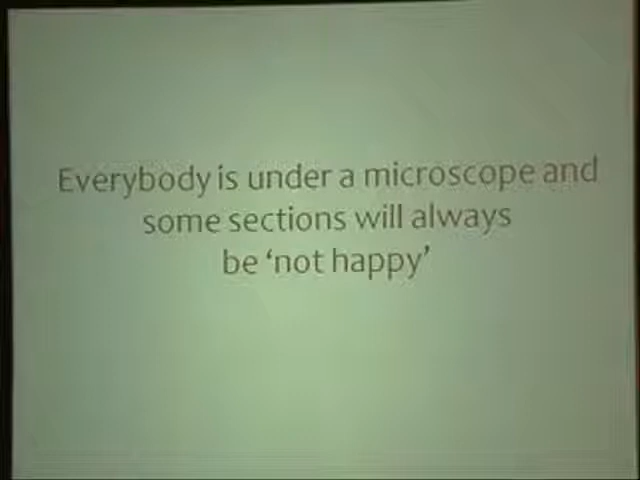 Everybody is under a microscope and
some sections will always
be ‘not happy’